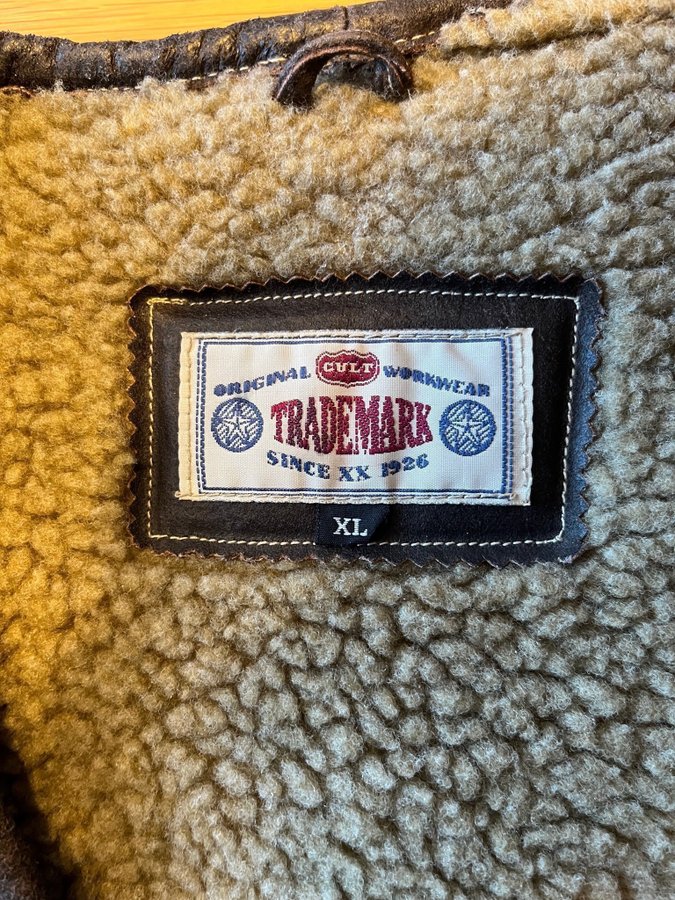 CULT
ORIGINAL WORKWEAR
TRADEMARK
SINCE XX 1926
XL